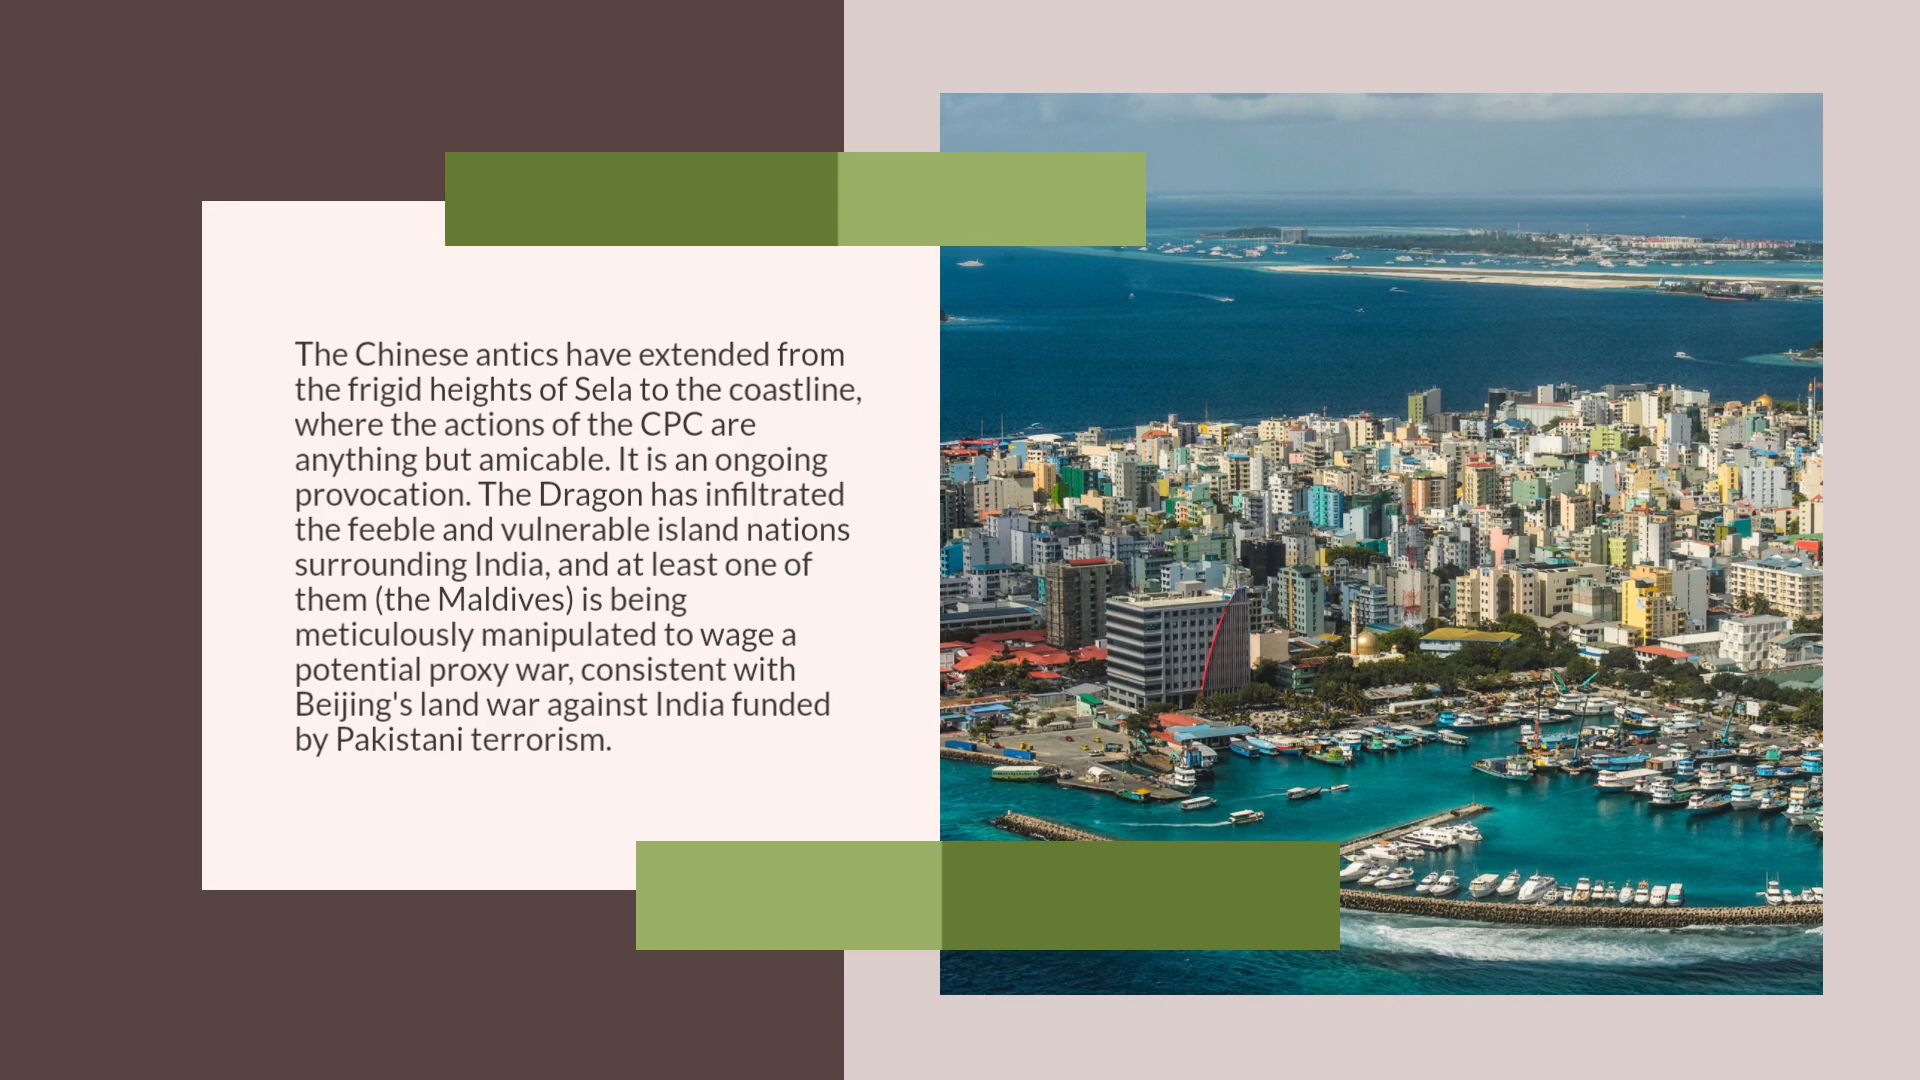 The Chinese antics have extended from
the frigid heights of Sela to the coastline,
where the actions of the CPC are
anything but amicable. It is an ongoing
provocation. The Dragon has infiltrated
the feeble and vulnerable island nations
surrounding India, and at least one of
them (the Maldives) is being
meticulously manipulated to wage a
potential proxy war, consistent with
Beijing's land war against India funded
by Pakistani terrorism.